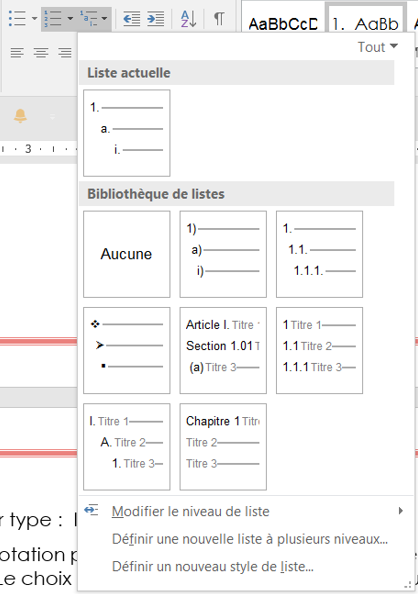 AaBbCcD
1. AaBb
Tout
Liste actuelle
3
1.
a.
i.
Bibliothèque de listes
Aucune
1)
a)
i)
1.
1.1.
1.1.1.
Article I. Titre
Section 1.01 T
(a) Titre 3
1 Titre 1
1.1 Titre 2
1.1.1 Titre 3
I. Titre 1
A. Titre 2
1. Titre 3
Chapitre 1 Titre
Titre 2
Titre 3
Modifier le niveau de liste
r type :
Définir une nouvelle liste à plusieurs niveaux...
otation p
Définir un nouveau style de liste...
Le choix